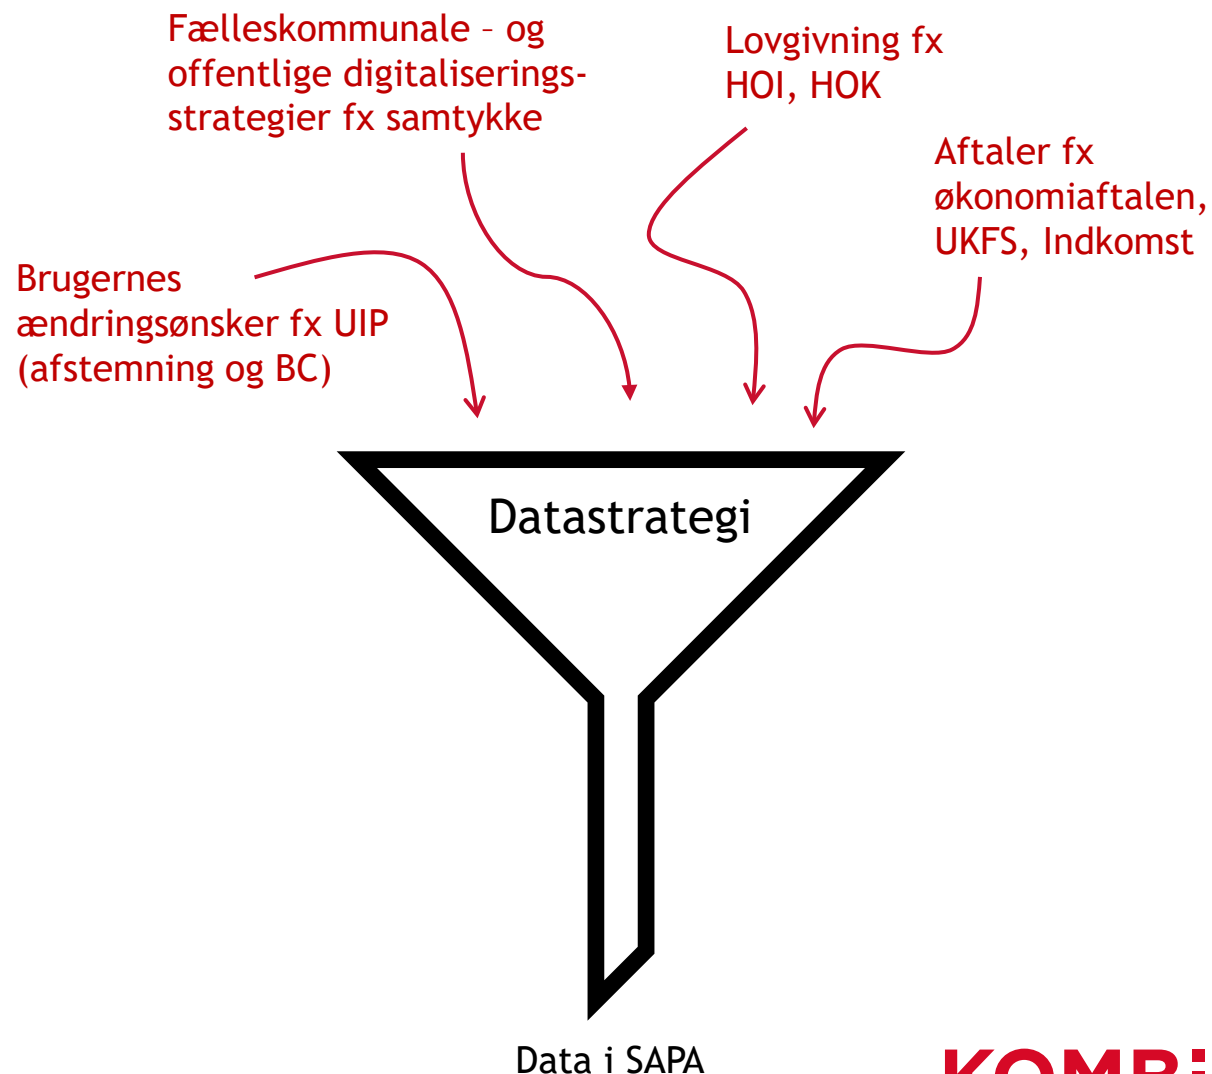 Fælleskommunale – og
offentlige digitaliserings-
strategier fx samtykke
Lovgivning fx
HOI, HOK
Aftaler fx
økonomiaftalen,
UKFS, Indkomst
Brugernes
ændringsønsker fx UIP
(afstemning og BC)
Datastrategi
Data i SAPA